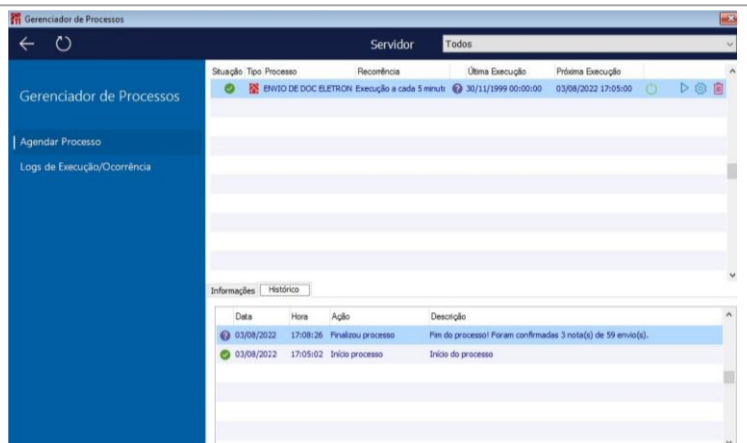 Gerenciador de Processos
Servidor Todos
Gerenciador de Processos
Agendar Processo
Logs de Execução/Ocorrência
Situação Tipo Processo Recorrência Última Execução Próxima Execução
ENVIO DE DOC ELETRON Execução a cada 5 minut 30/11/1999 00:00:00 03/08/2022 17:05:00
Informações Histórico
Data Hora Ação Descrição
03/08/2022 17:08:26 Finalizou processo Fim do processo! Foram confirmadas 3 nota(s) de 59 envio(s).
03/08/2022 17:05:02 Início processo Início do processo